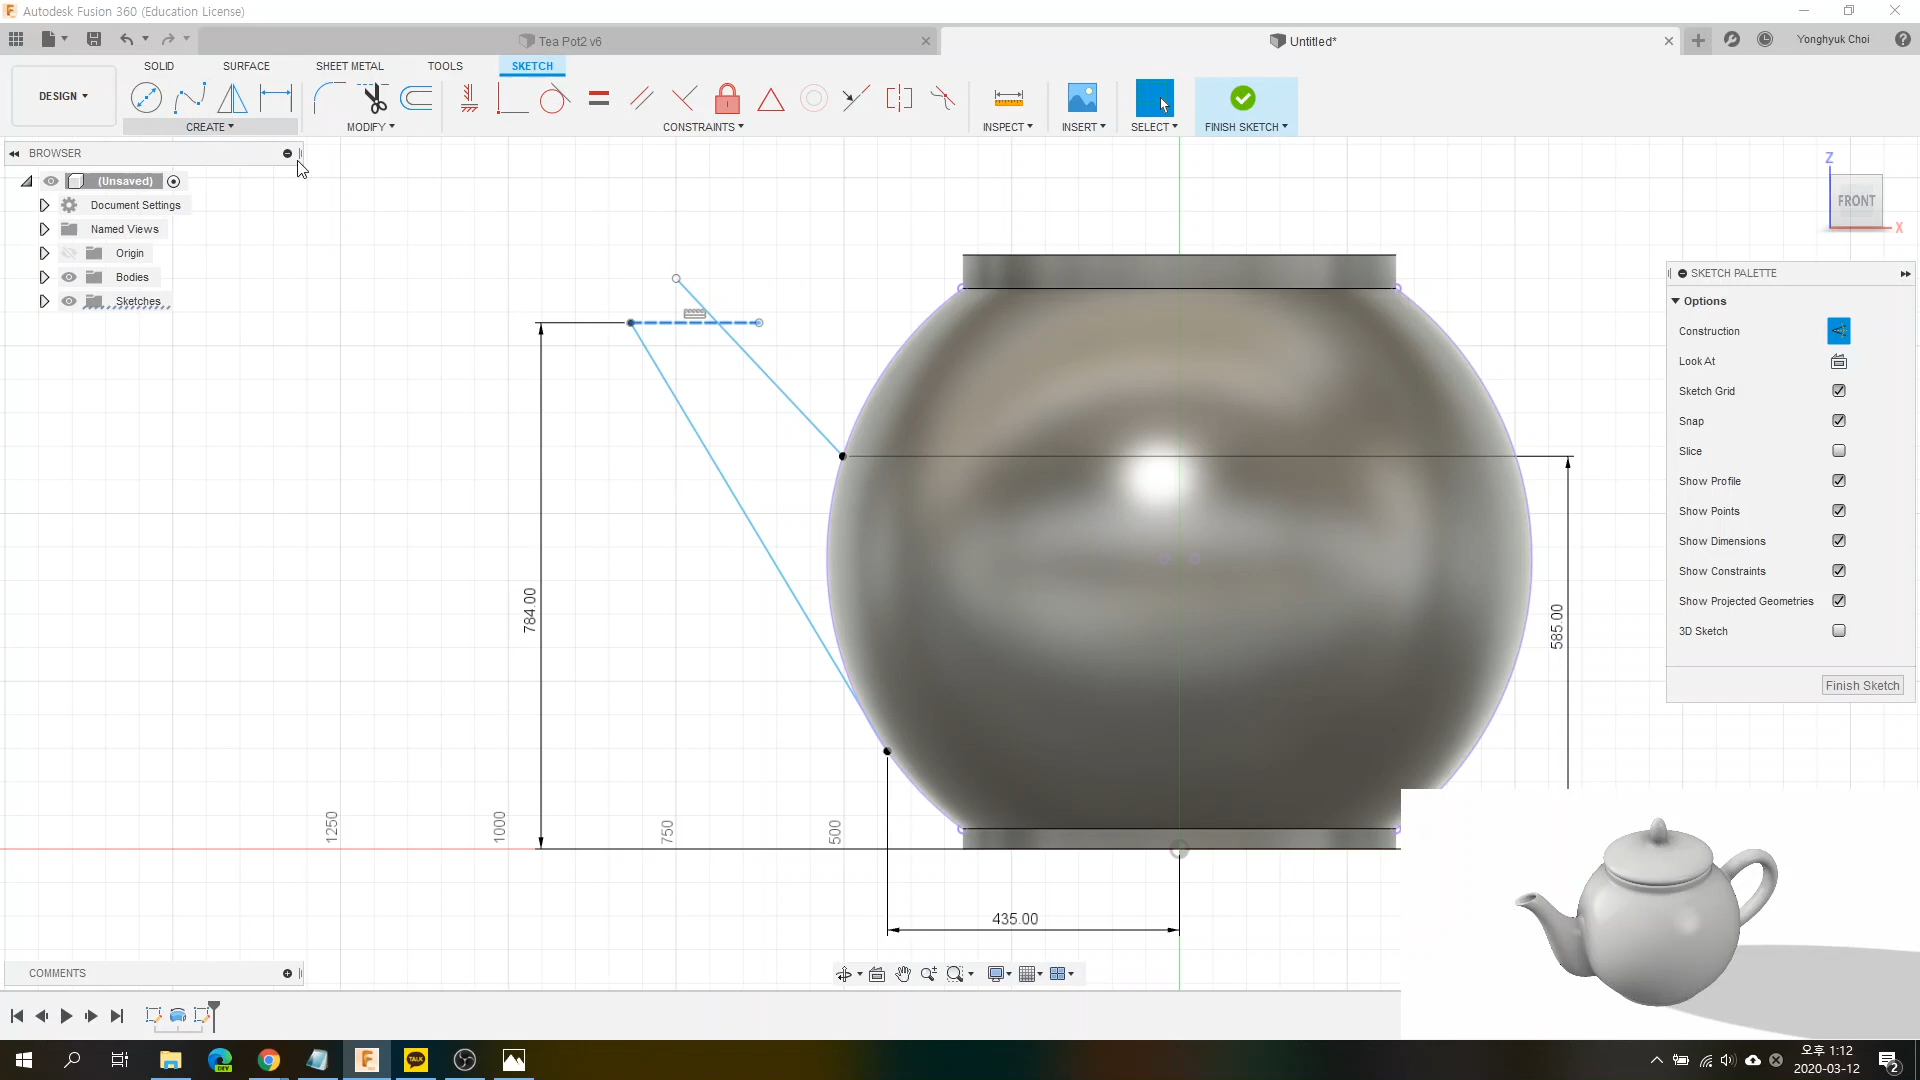 Autodesk Fusion 360 (Education License)
Tea Pot2 v6
Untitled*
Yonghyuk Choi
DESIGN
SOLID
SURFACE
SHEET METAL
TOOLS
SKETCH
CREATE
MODIFY
CONSTRAINTS
INSPECT
INSERT
SELECT
FINISH SKETCH
BROWSER
(Unsaved)
Document Settings
Named Views
Origin
Bodies
Sketches
Z
FRONT
X
SKETCH PALETTE
Options
Construction
Look At
Sketch Grid
Snap
Slice
Show Profile
Show Points
Show Dimensions
Show Constraints
Show Projected Geometries
3D Sketch
Finish Sketch
784.00
585.00
1250
1000
750
500
435.00
COMMENTS
DEV
TALK
오후 1:12
2020-03-12
2